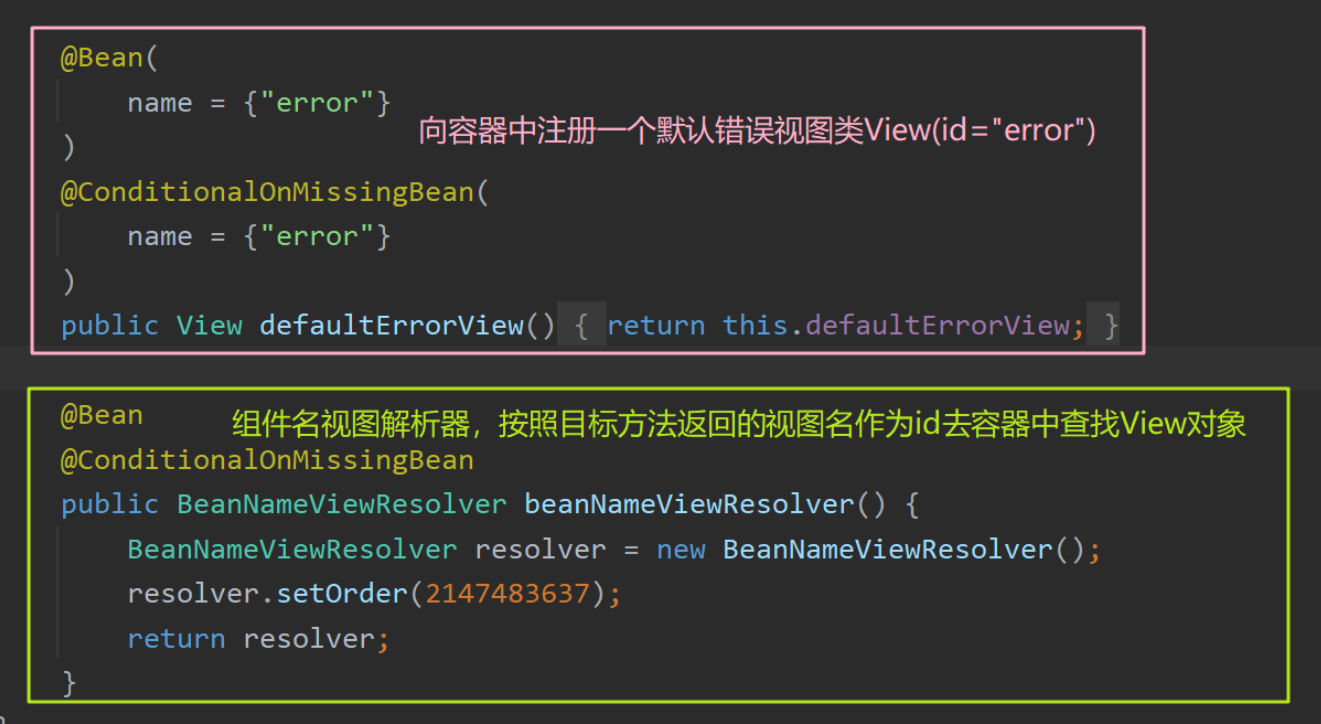 @Bean(
name = {"error"}
向容器中注册一个默认错误视图类View(id="error")
)
@ConditionalOnMissingBean(
name = {"error"}
)
public View defaultErrorView() { return this.defaultErrorView; }
@Bean
组件名视图解析器，按照目标方法返回的视图名作为id去容器中查找View对象
@ConditionalOnMissingBean
public BeanNameViewResolver beanNameViewResolver() {
BeanNameViewResolver resolver = new BeanNameViewResolver();
resolver.setOrder(2147483637);
return resolver;
}